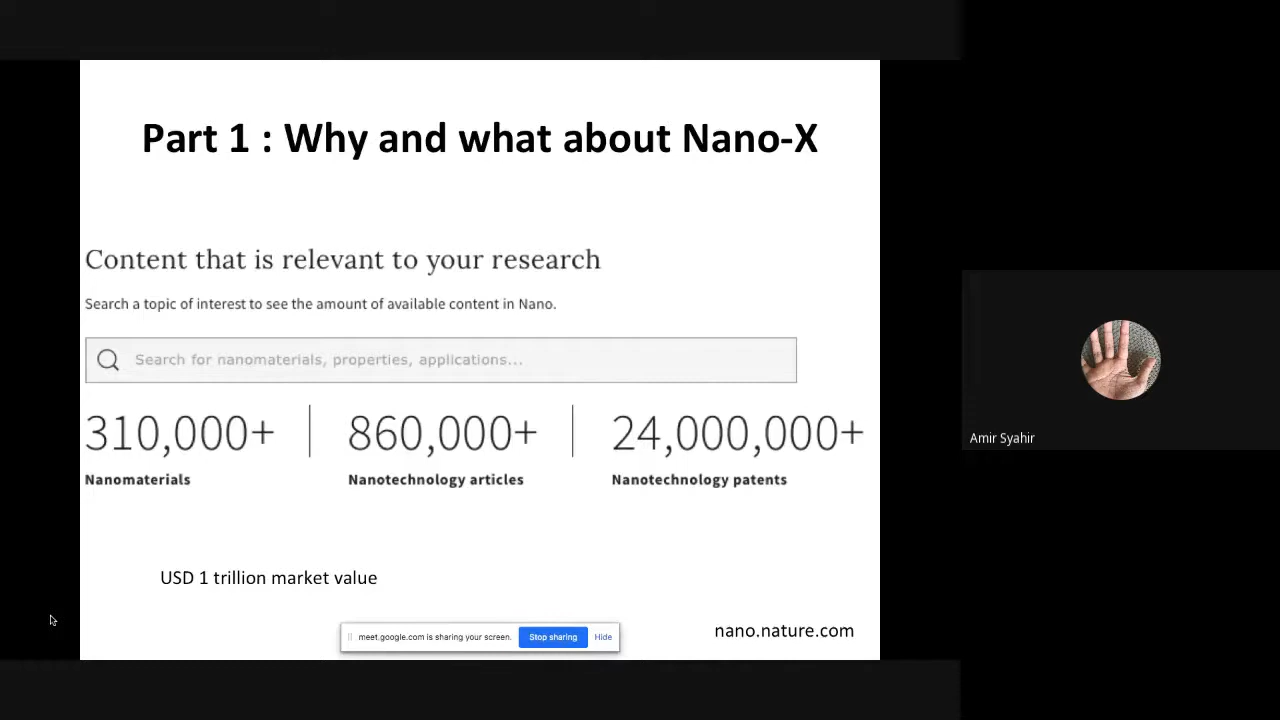 Part 1 : Why and what about Nano-X
Content that is relevant to your research
Search a topic of interest to see the amount of available content in Nano.
Search for nanomaterials, properties, applications...
310,000+ 860,000+ 24,000,000+
Nanomaterials Nanotechnology articles Nanotechnology patents
USD 1 trillion market value
meet.google.com is sharing your screen. Stop sharing Hide
nano.nature.com
Amir Syahir